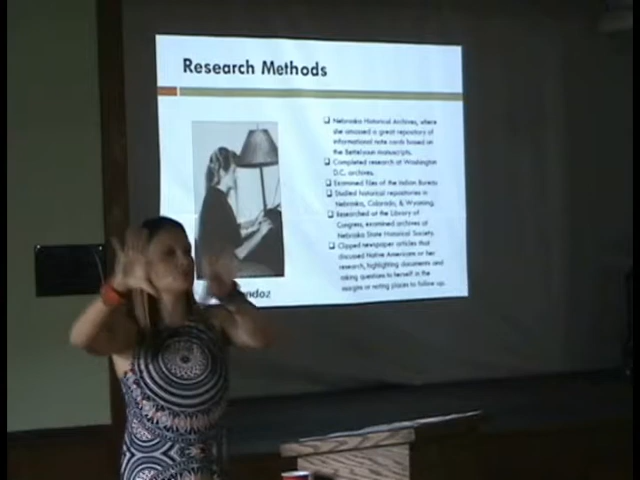 Research Methods
❑ Nebraska Historical Archives, where
she amassed a great repository of
informational note cards based on
the Bettelyoun manuscripts.
❑ Completed research at Washington
D.C. archives.
❑ Examined files of the Indian Bureau
❑ Studied historical repositories in
Nebraska, Colorado, & Wyoming.
❑ Researched at the Library of
Congress, examined archives at
Nebraska State Historical Society.
❑ Clipped newspaper articles that
discussed Native Americans or her
research, highlighting documents and
asking questions to herself in the
margin or noting places to follow up.
ndoz